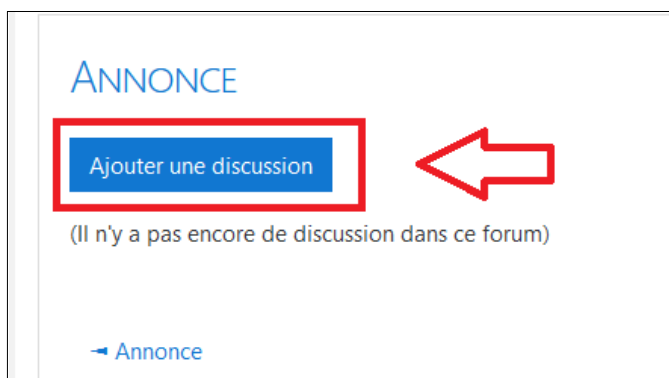 ANNONCE
Ajouter une discussion
(Il n'y a pas encore de discussion dans ce forum)
Annonce